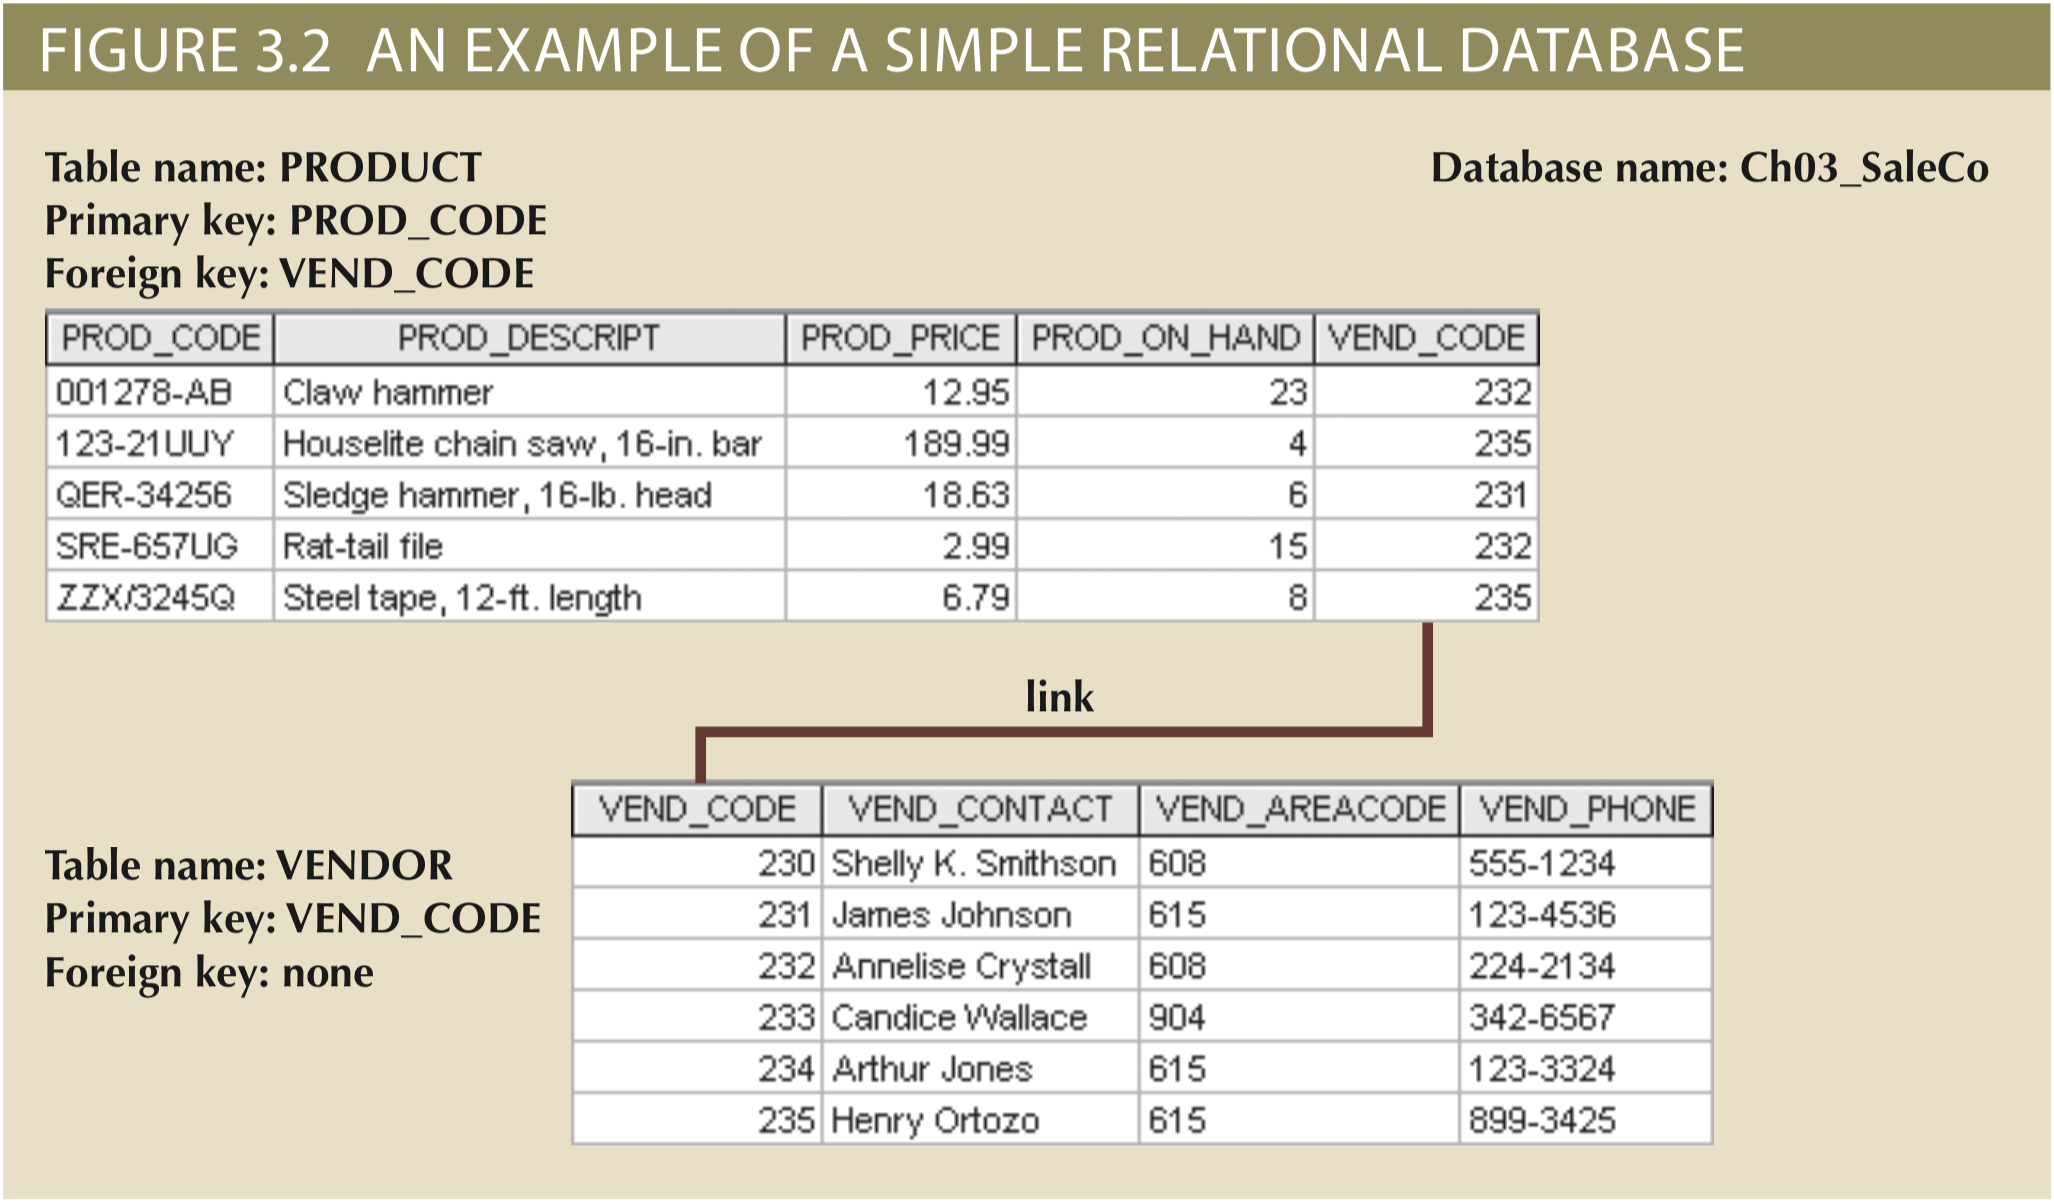 FIGURE 3.2 AN EXAMPLE OF A SIMPLE RELATIONAL DATABASE
Table name: PRODUCT
Database name: Ch03_SaleCo
Primary key: PROD_CODE
Foreign key: VEND_CODE
PROD_CODE PROD_DESCRIPT PROD_PRICE PROD_ON_HAND VEND_CODE
001278-AB Claw hammer 12.95 23 232
123-21UUY Houselite chain saw, 16-in. bar 189.99 4 235
QER-34256 Sledge hammer, 16-lb. head 18.63 6 231
SRE-657UG Rat-tail file 2.99 15 232
ZZX/3245Q Steel tape, 12-ft. length 6.79 8 235
link
Table name: VENDOR
Primary key: VEND_CODE
Foreign key: none
VEND_CODE VEND_CONTACT VEND_AREACODE VEND_PHONE
230 Shelly K. Smithson 608 555-1234
231 James Johnson 615 123-4536
232 Annelise Crystall 608 224-2134
233 Candice Wallace 904 342-6567
234 Arthur Jones 615 123-3324
235 Henry Ortozo 615 899-3425